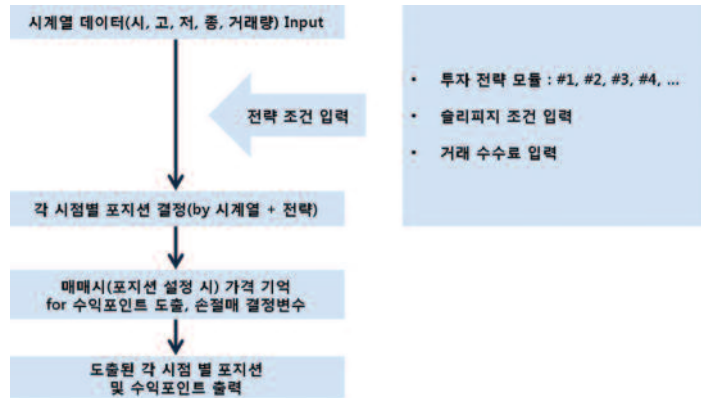 시계열 데이터(시, 고, 저, 종, 거래량) Input
• 투자 전략 모듈 : #1, #2, #3, #4, ...
• 슬리피지 조건 입력
• 거래 수수료 입력
전략 조건 입력
각 시점별 포지션 결정(by 시계열 + 전략)
매매시(포지션 설정 시) 가격 기억
for 수익포인트 도출, 손절매 결정변수
도출된 각 시점 별 포지션
및 수익포인트 출력